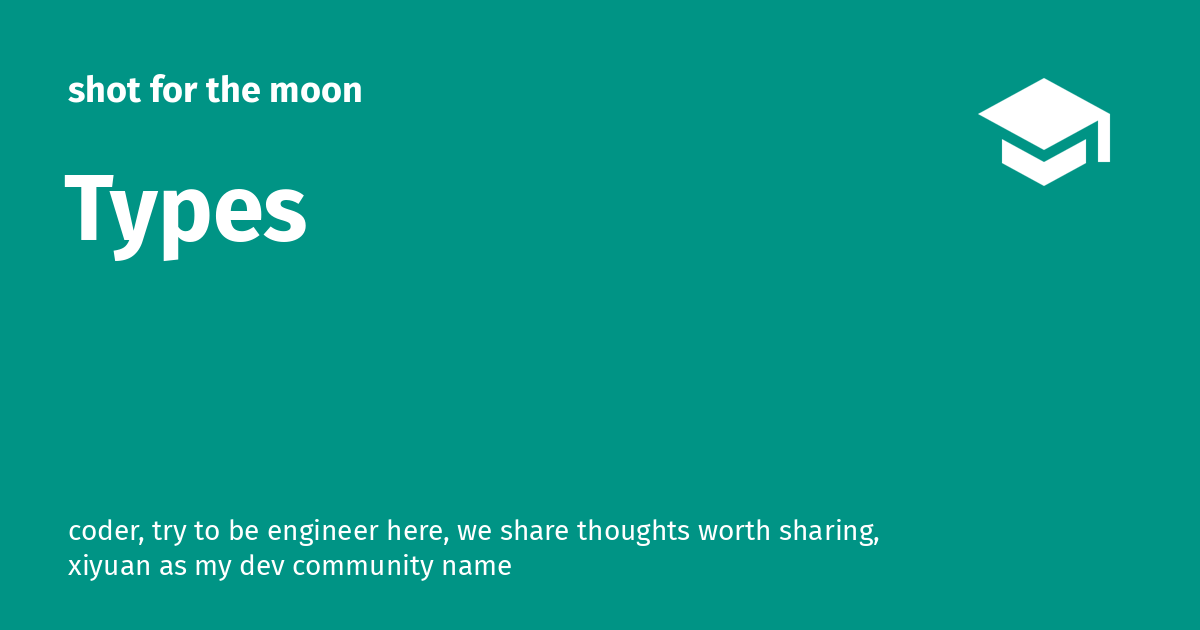 shot for the moon
Types
coder, try to be engineer here, we share thoughts worth sharing,
xiyuan as my dev community name